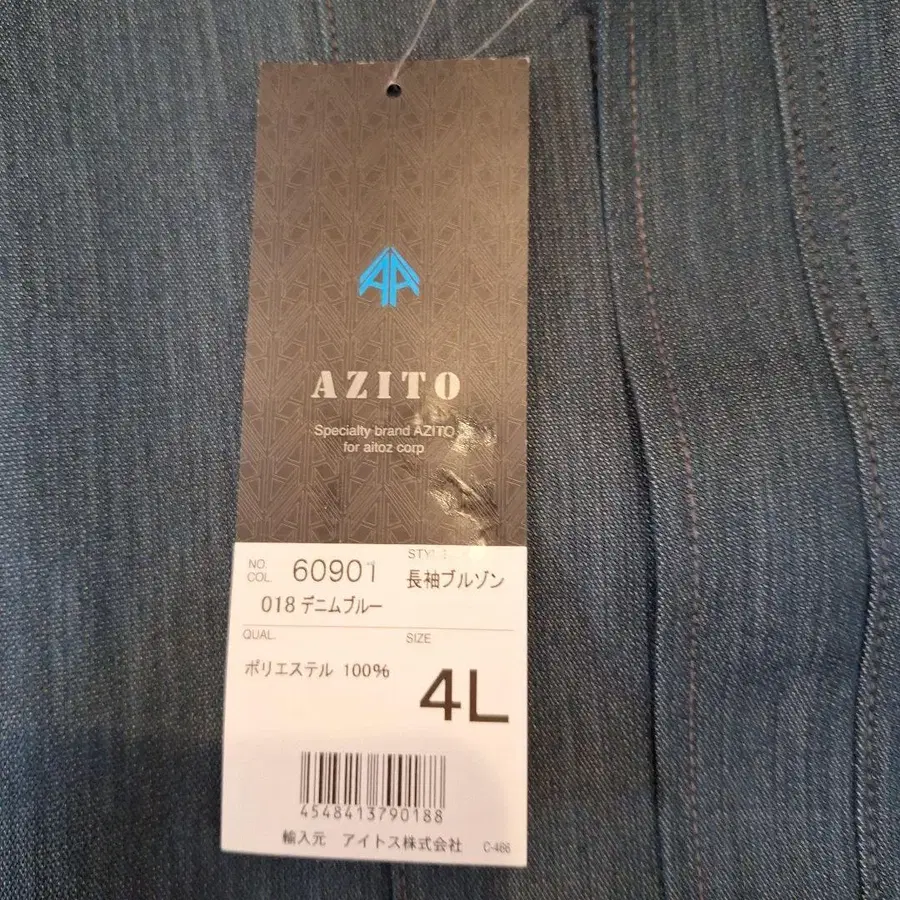 AZITO
Specialty brand AZITO
for aitoz corp
NO.
COL. 60901
018 デニムブルー
STYLE
長袖ブルゾン
QUAL.
ポリエステル 100%
SIZE
4L
4548413790188
輸入元 アイトス株式会社 C-466